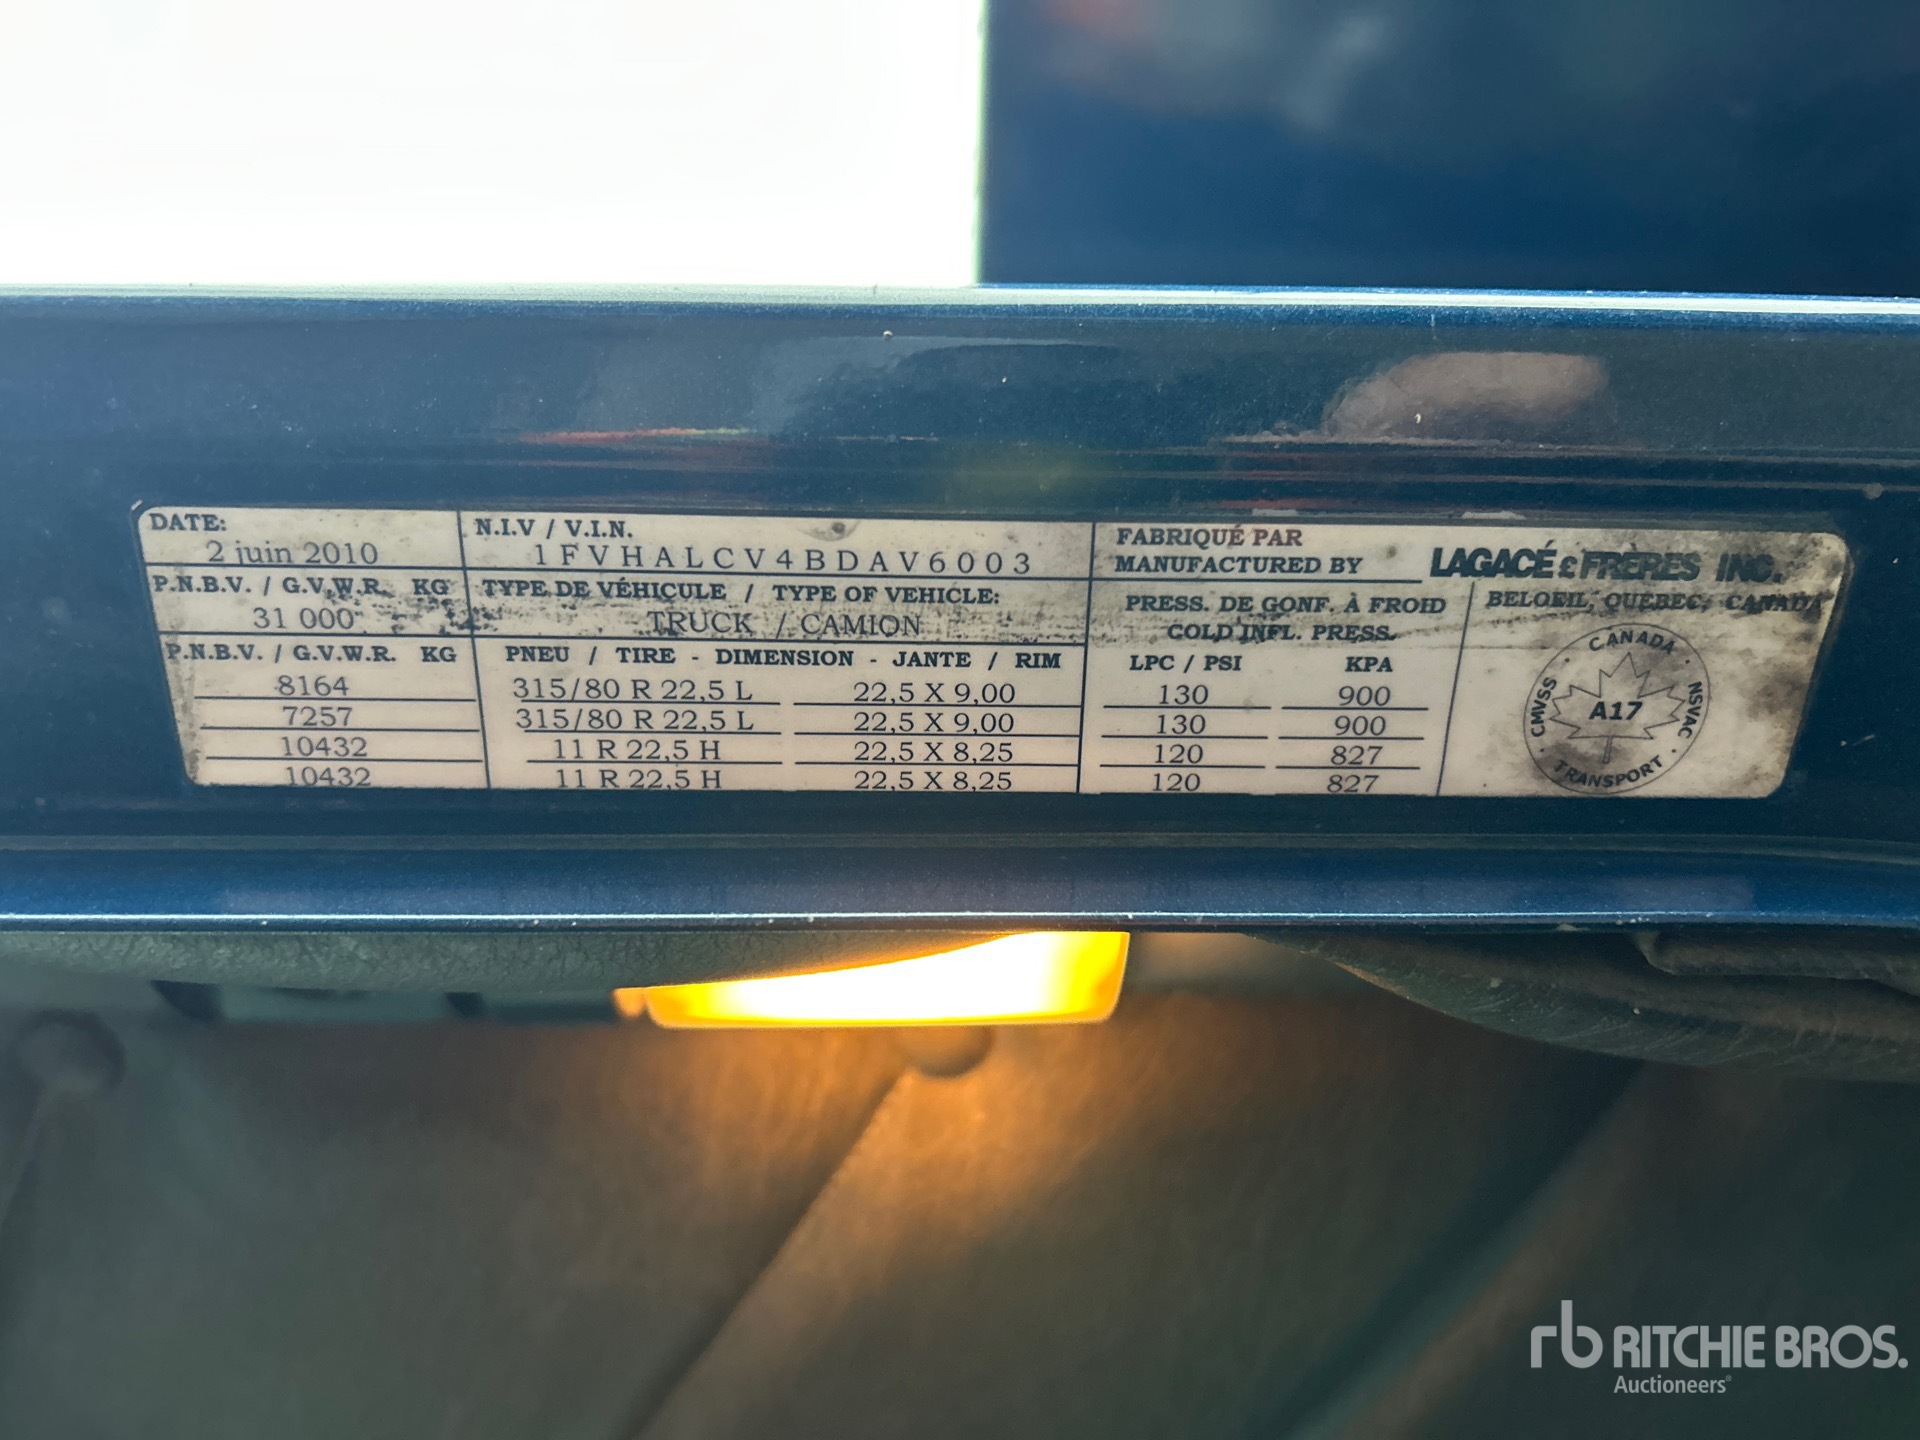 DATE:
2 juin 2010
N.I.V / V.I.N.
1FVHALCV4BDAV6003
FABRIQUÉ PAR
MANUFACTURED BY
LAGACÉ & FRÈRES INC.
BELOEIL, QUÉBEC, CANADA
P.N.B.V. / G.V.W.R. KG
31 000
TYPE DE VÉHICULE / TYPE OF VEHICLE:
TRUCK / CAMION
PRESS. DE GONF. À FROID
COLD INFL. PRESS.
P.N.B.V. / G.V.W.R. KG PNEU / TIRE - DIMENSION - JANTE / RIM LPC / PSI KPA
8164 315/80 R 22,5 L 22,5 X 9,00 130 900
7257 315/80 R 22,5 L 22,5 X 9,00 130 900
10432 11 R 22,5 H 22,5 X 8,25 120 827
10432 11 R 22,5 H 22,5 X 8,25 120 827
CANADA
CMVSS
A17
NSVAC
TRANSPORT
rb RITCHIE BROS.
Auctioneers